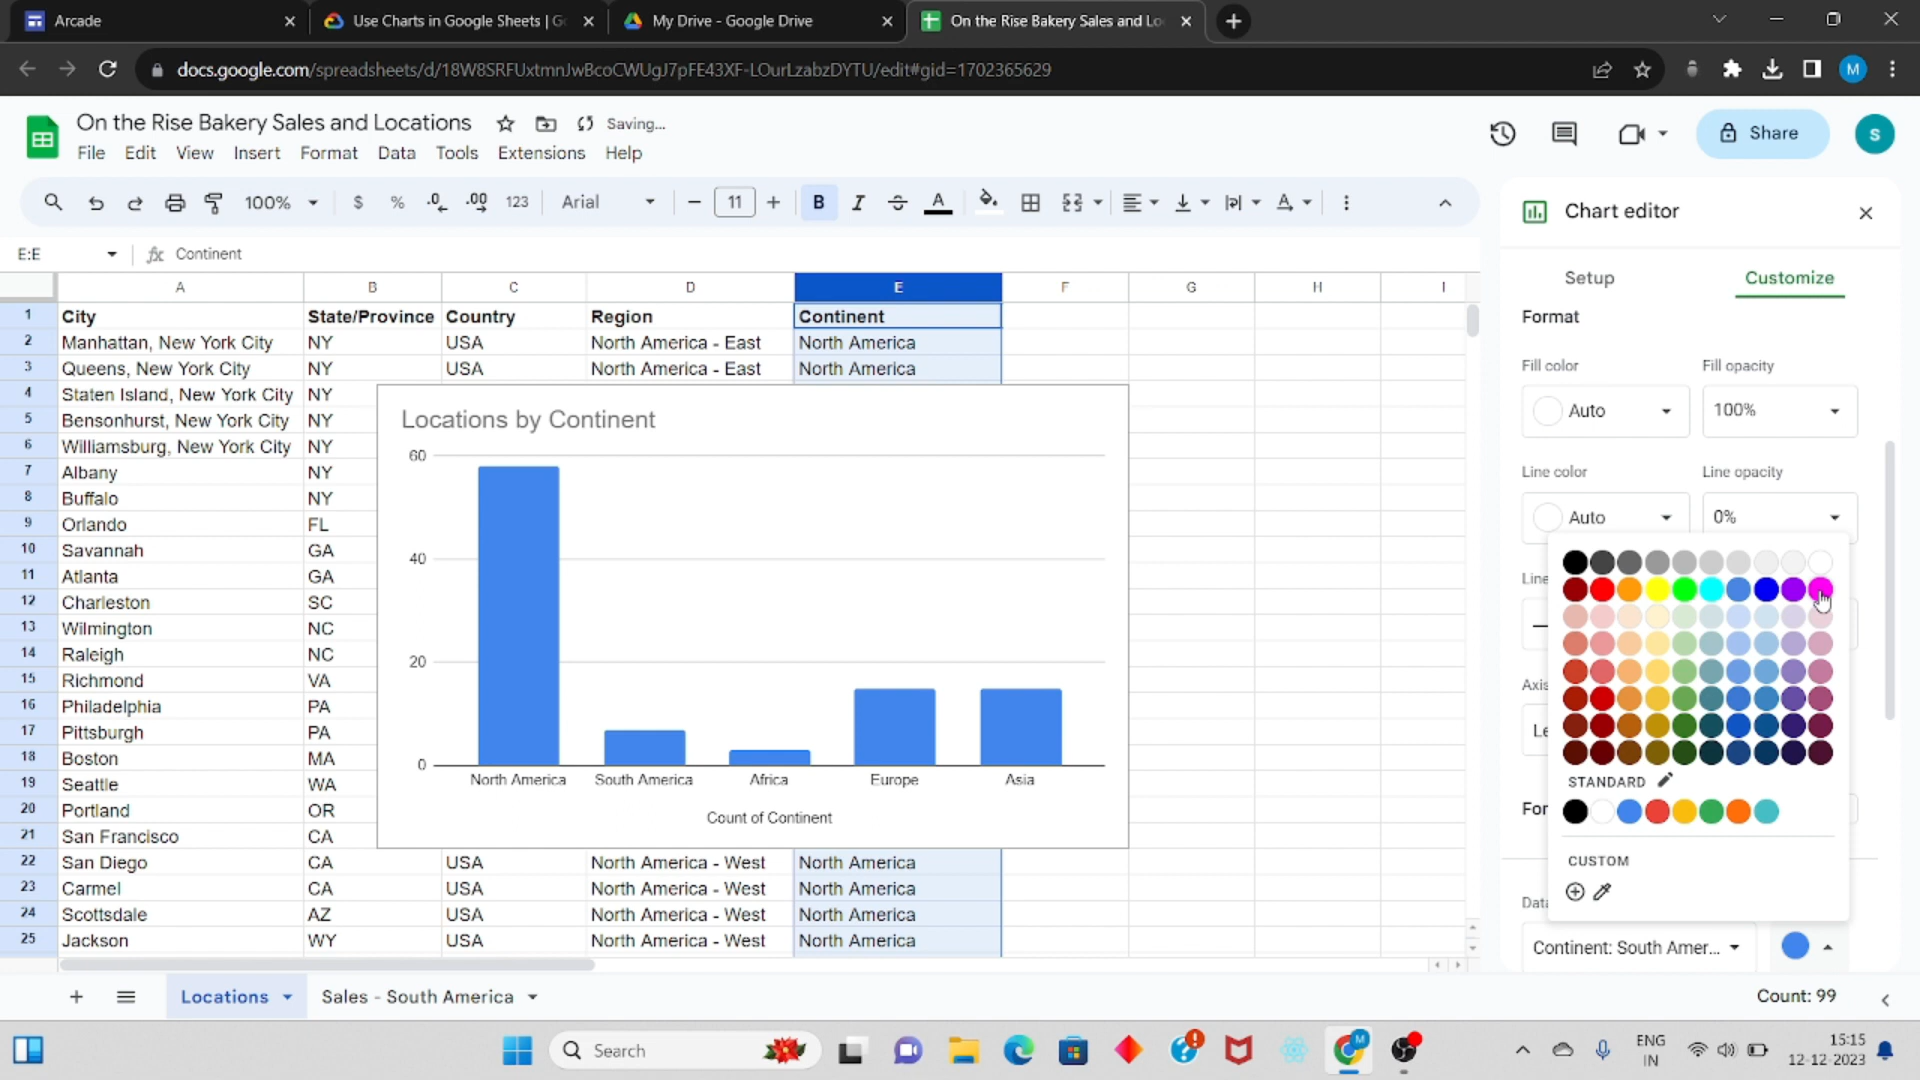 Arcade
Use Charts in Google Sheets | G
My Drive - Google Drive
On the Rise Bakery Sales and Lo
docs.google.com/spreadsheets/d/18W8SRFUxtmnJwBcoCWUgJ7pFE43XF-LOurLzabzDYTU/edit#gid=1702365629
M
On the Rise Bakery Sales and Locations
Saving...
File Edit View Insert Format Data Tools Extensions Help
Share
S
100% $ % .0 .00 123 Arial 11 B I A
E:E
fx Continent
A B C D E F G H I
1 City State/Province Country Region Continent
2 Manhattan, New York City NY USA North America - East North America
3 Queens, New York City NY USA North America - East North America
4 Staten Island, New York City NY
5 Bensonhurst, New York City NY
6 Williamsburg, New York City NY
7 Albany NY
8 Buffalo NY
9 Orlando FL
10 Savannah GA
11 Atlanta GA
12 Charleston SC
13 Wilmington NC
14 Raleigh NC
15 Richmond VA
16 Philadelphia PA
17 Pittsburgh PA
18 Boston MA
19 Seattle WA
20 Portland OR
21 San Francisco CA
22 San Diego CA USA North America - West North America
23 Carmel CA USA North America - West North America
24 Scottsdale AZ USA North America - West North America
25 Jackson WY USA North America - West North America
Locations by Continent
60
40
20
0
North America South America Africa Europe Asia
Count of Continent
Chart editor
Setup Customize
Format
Fill color Fill opacity
Auto 100%
Line color Line opacity
Auto 0%
Line
Axis
Le
STANDARD
For
CUSTOM
Data
Continent: South Amer...
Locations Sales - South America
Count: 99
Search
M
ENG
IN
15:15
12-12-2023